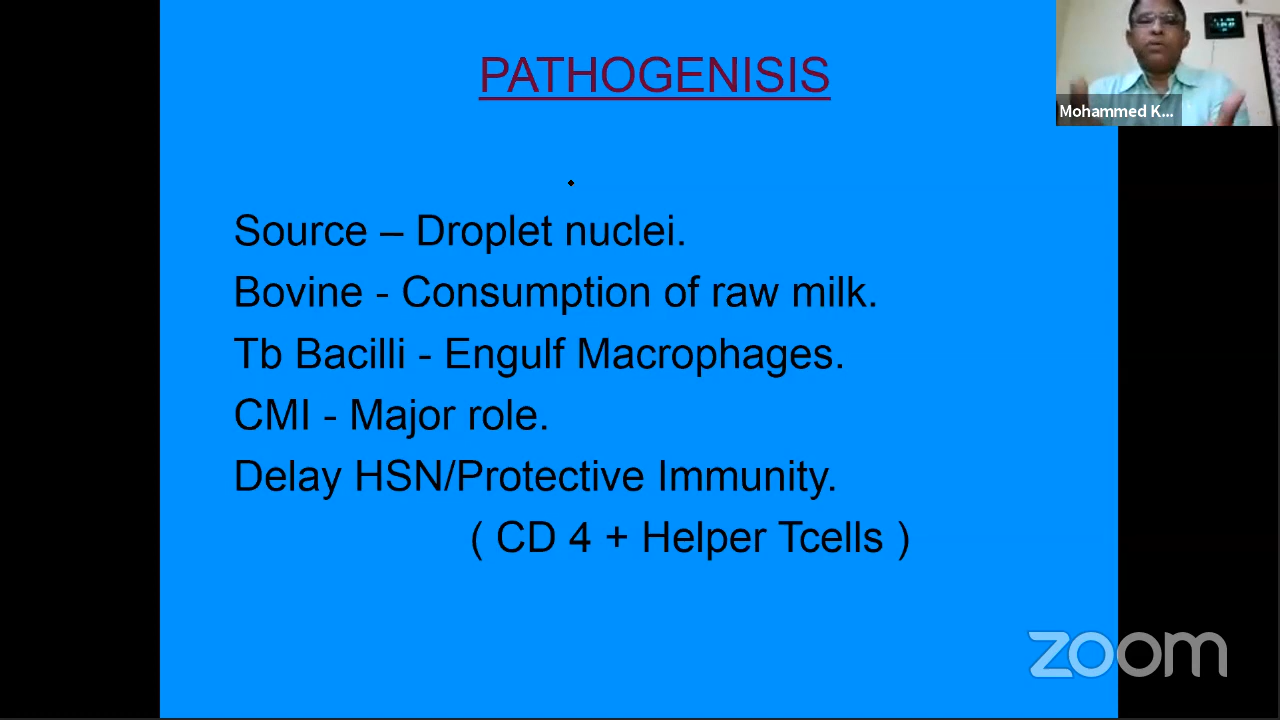 PATHOGENISIS
Mohammed K...
Source – Droplet nuclei.
Bovine - Consumption of raw milk.
Tb Bacilli - Engulf Macrophages.
CMI - Major role.
Delay HSN/Protective Immunity.
( CD 4 + Helper Tcells )
zoom